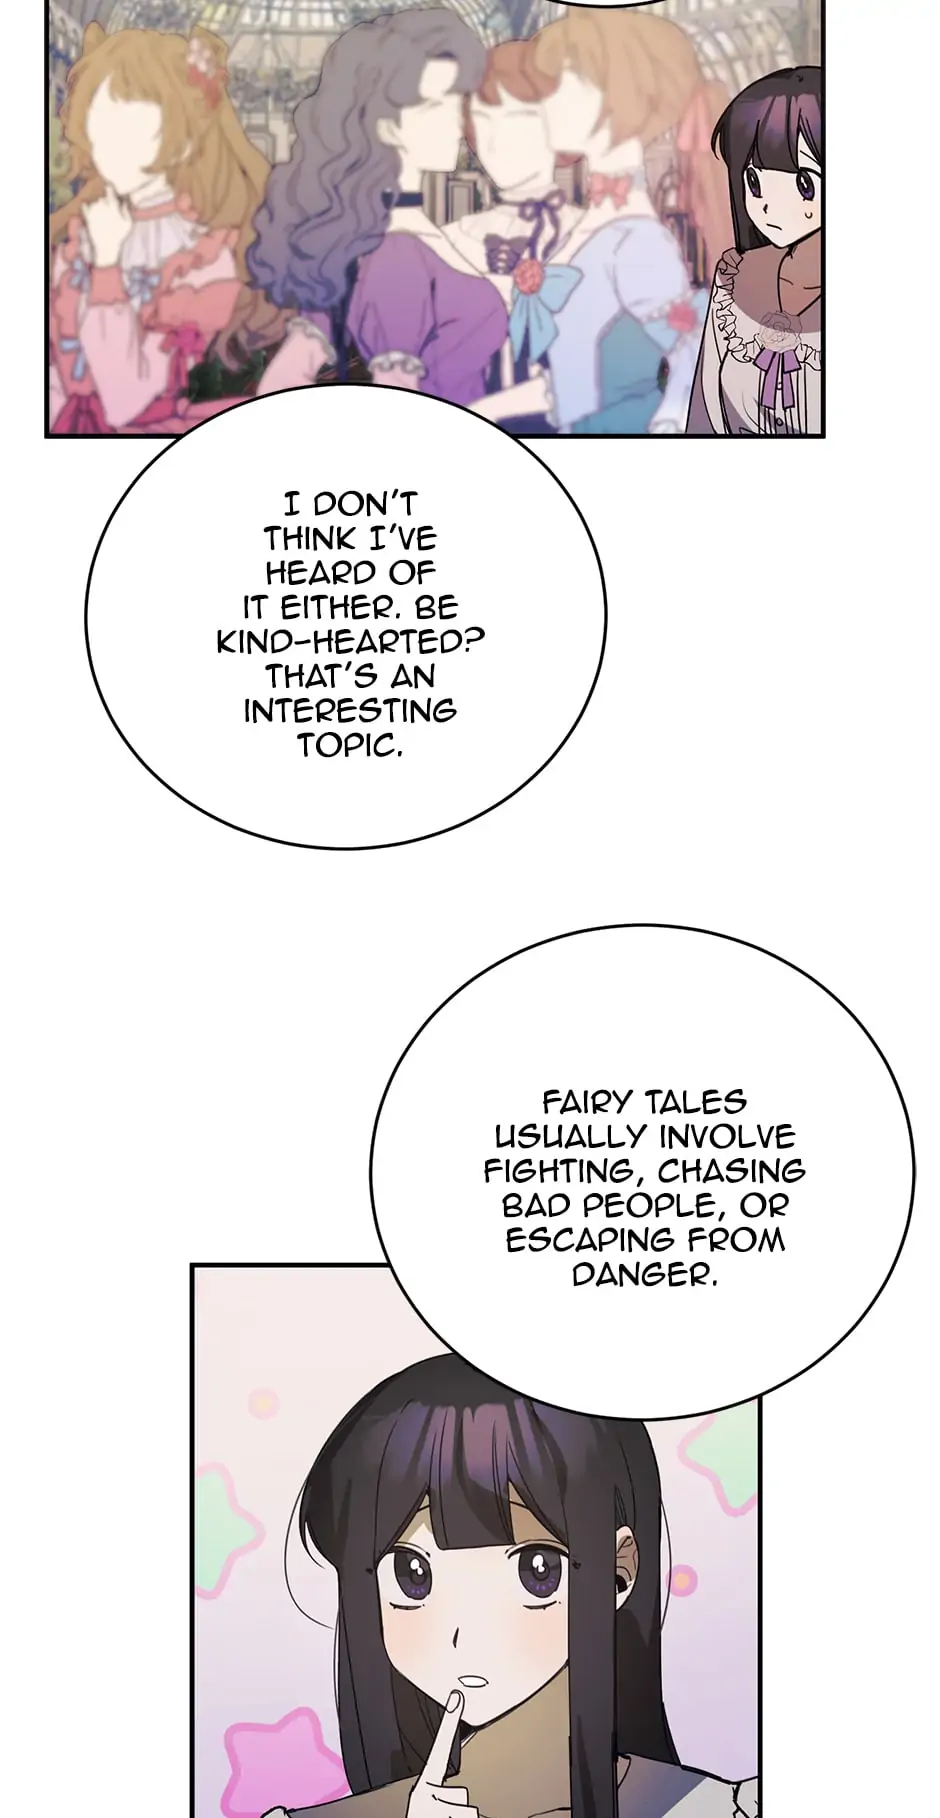 I DON'T
THINK I'VE
HEARD OF
IT EITHER. BE
KIND-HEARTED?
THAT'S AN
INTERESTING
TOPIC.
FAIRY TALES
USUALLY INVOLVE
FIGHTING, CHASING
BAD PEOPLE, OR
ESCAPING FROM
DANGER.